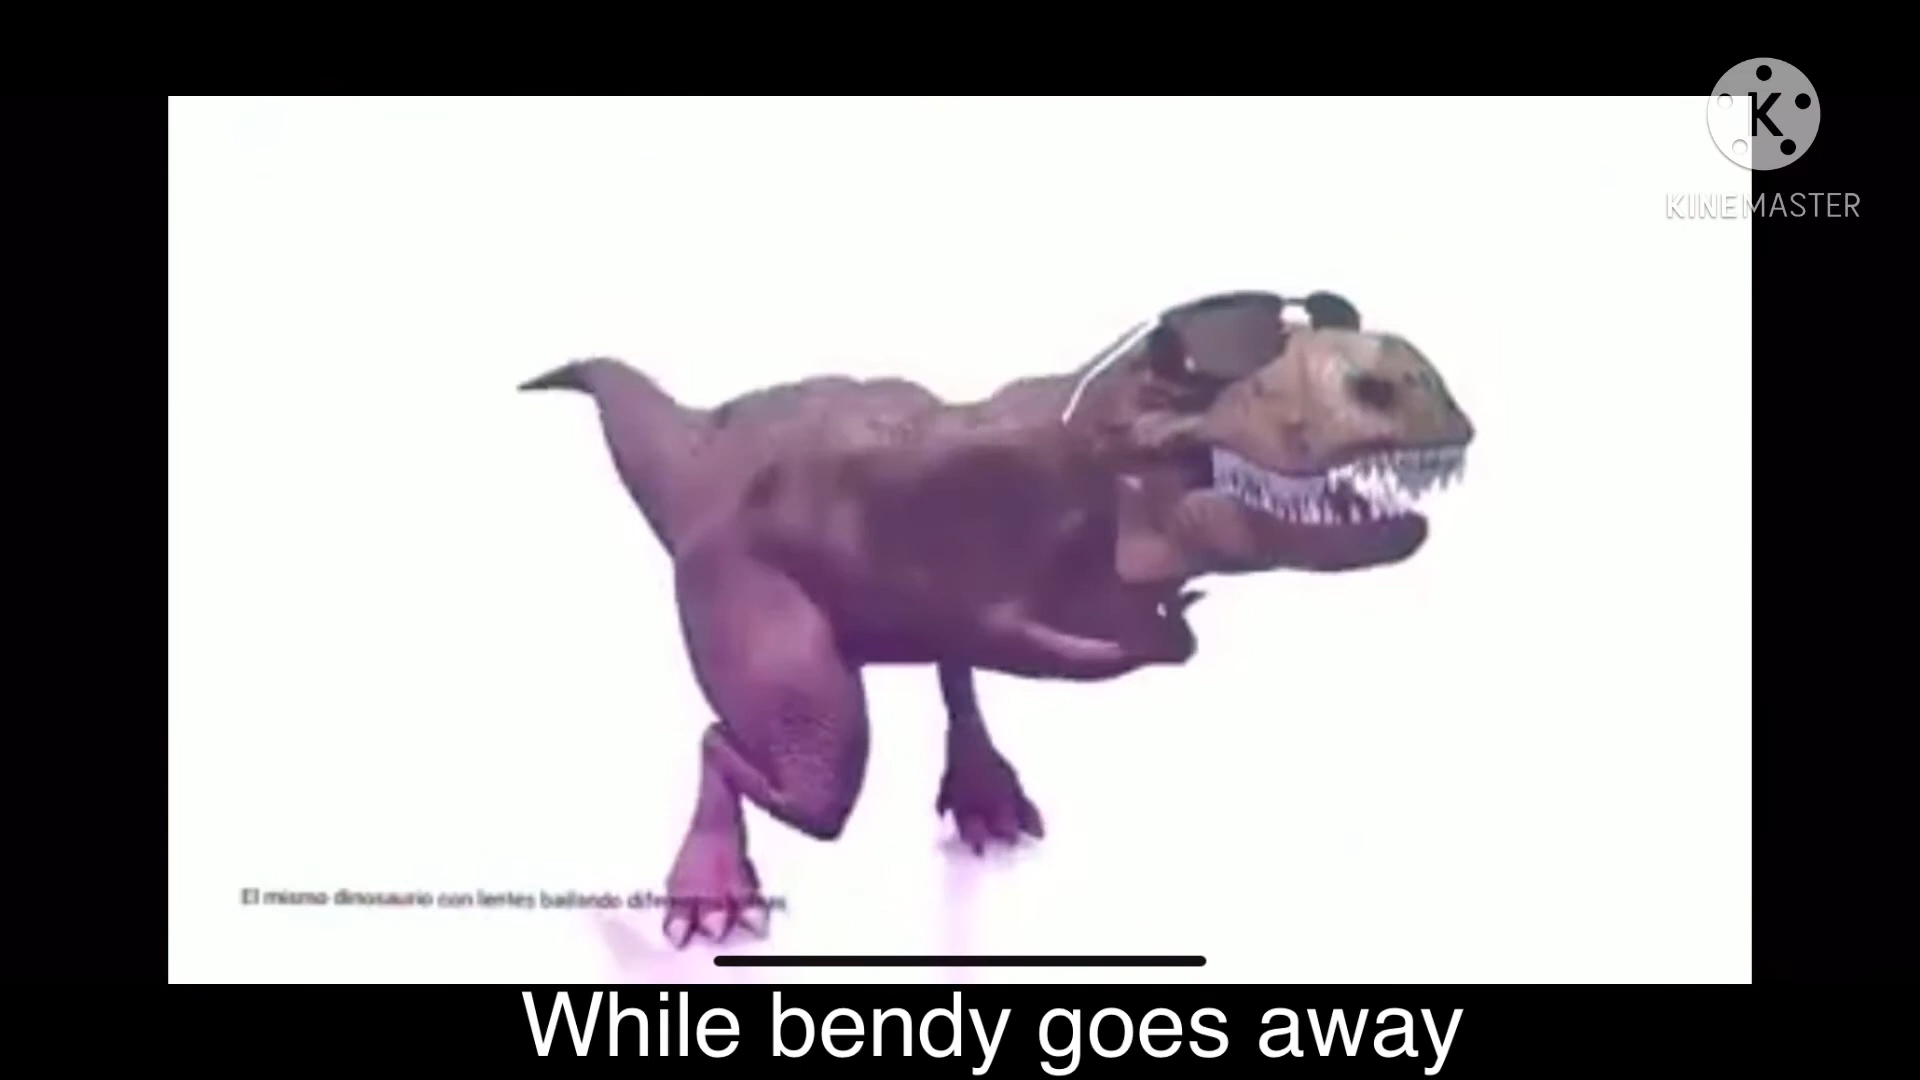 K
KINEMASTER
El mismo dinosaurio con lentes bailando
While bendy goes away